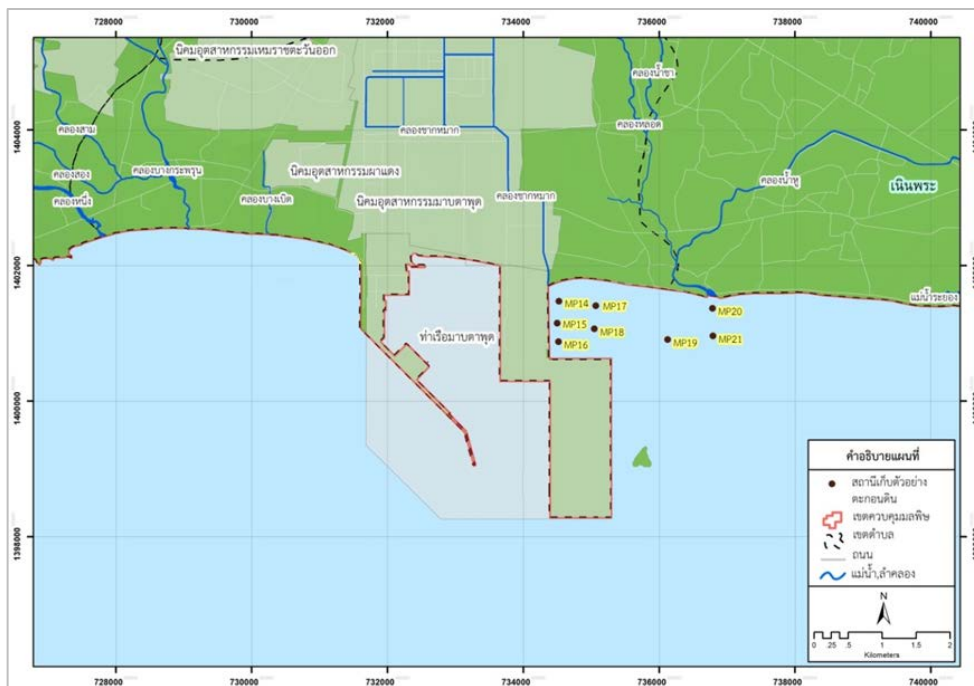 728000 730000 732000 734000 736000 738000 740000
นิคมอุตสาหกรรมเหมราชตะวันออก
คลองน้ำชา
คลองสาม
คลองชากหมาก
คลองหลอด
1404000
คลองสอง
คลองบางกระพรุน
นิคมอุตสาหกรรมผาแดง
คลองน้ำหู
เนินพระ
คลองหนึ่ง
คลองบางเบิด
นิคมอุตสาหกรรมมาบตาพุด
คลองชากหมาก
1402000
แม่น้ำระยอง
MP14
MP17
MP20
MP15
MP18
ท่าเรือมาบตาพุด
MP16
MP19
MP21
1400000
1398000
คำอธิบายแผนที่
สถานีเก็บตัวอย่าง
ตะกอนดิน
เขตควบคุมมลพิษ
เขตตำบล
ถนน
แม่น้ำ,ลำคลอง
N
0 .25 .5 1 1.5 2
Kilometers
728000 730000 732000 734000 736000 738000 740000